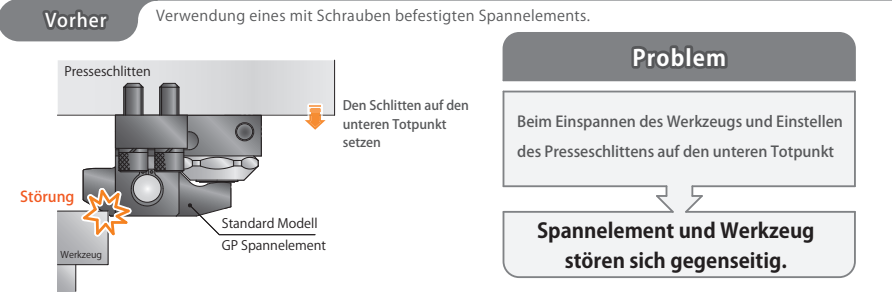 Vorher
Verwendung eines mit Schrauben befestigten Spannelements.
Presseschlitten
Den Schlitten auf den
unteren Totpunkt
setzen
Störung
Standard Modell
GP Spannelement
Werkzeug
Problem
Beim Einspannen des Werkzeugs und Einstellen
des Presseschlittens auf den unteren Totpunkt
Spannelement und Werkzeug
stören sich gegenseitig.